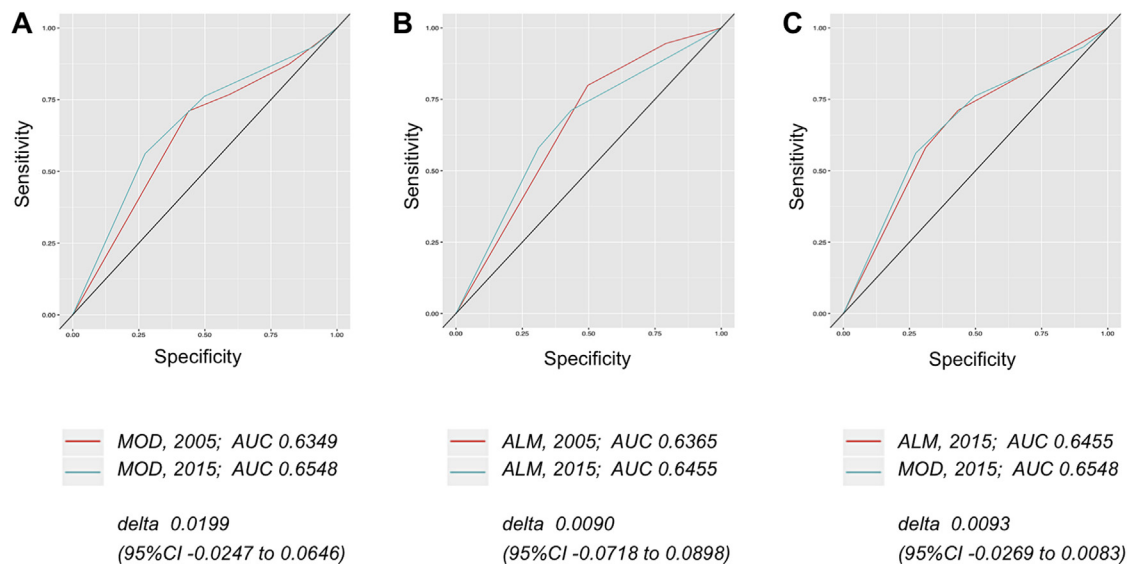 A
1.00
0.75
0.50
0.25
0.00
Sensitivity
0.00 0.25 0.50 0.75 1.00
Specificity
MOD, 2005; AUC 0.6349
MOD, 2015; AUC 0.6548
delta 0.0199
(95%CI -0.0247 to 0.0646)
B
1.00
0.75
0.50
0.25
0.00
Sensitivity
0.00 0.25 0.50 0.75 1.00
Specificity
ALM, 2005; AUC 0.6365
ALM, 2015; AUC 0.6455
delta 0.0090
(95%CI -0.0718 to 0.0898)
C
1.00
0.75
0.50
0.25
0.00
Sensitivity
0.00 0.25 0.50 0.75 1.00
Specificity
ALM, 2015; AUC 0.6455
MOD, 2015; AUC 0.6548
delta 0.0093
(95%CI -0.0269 to 0.0083)